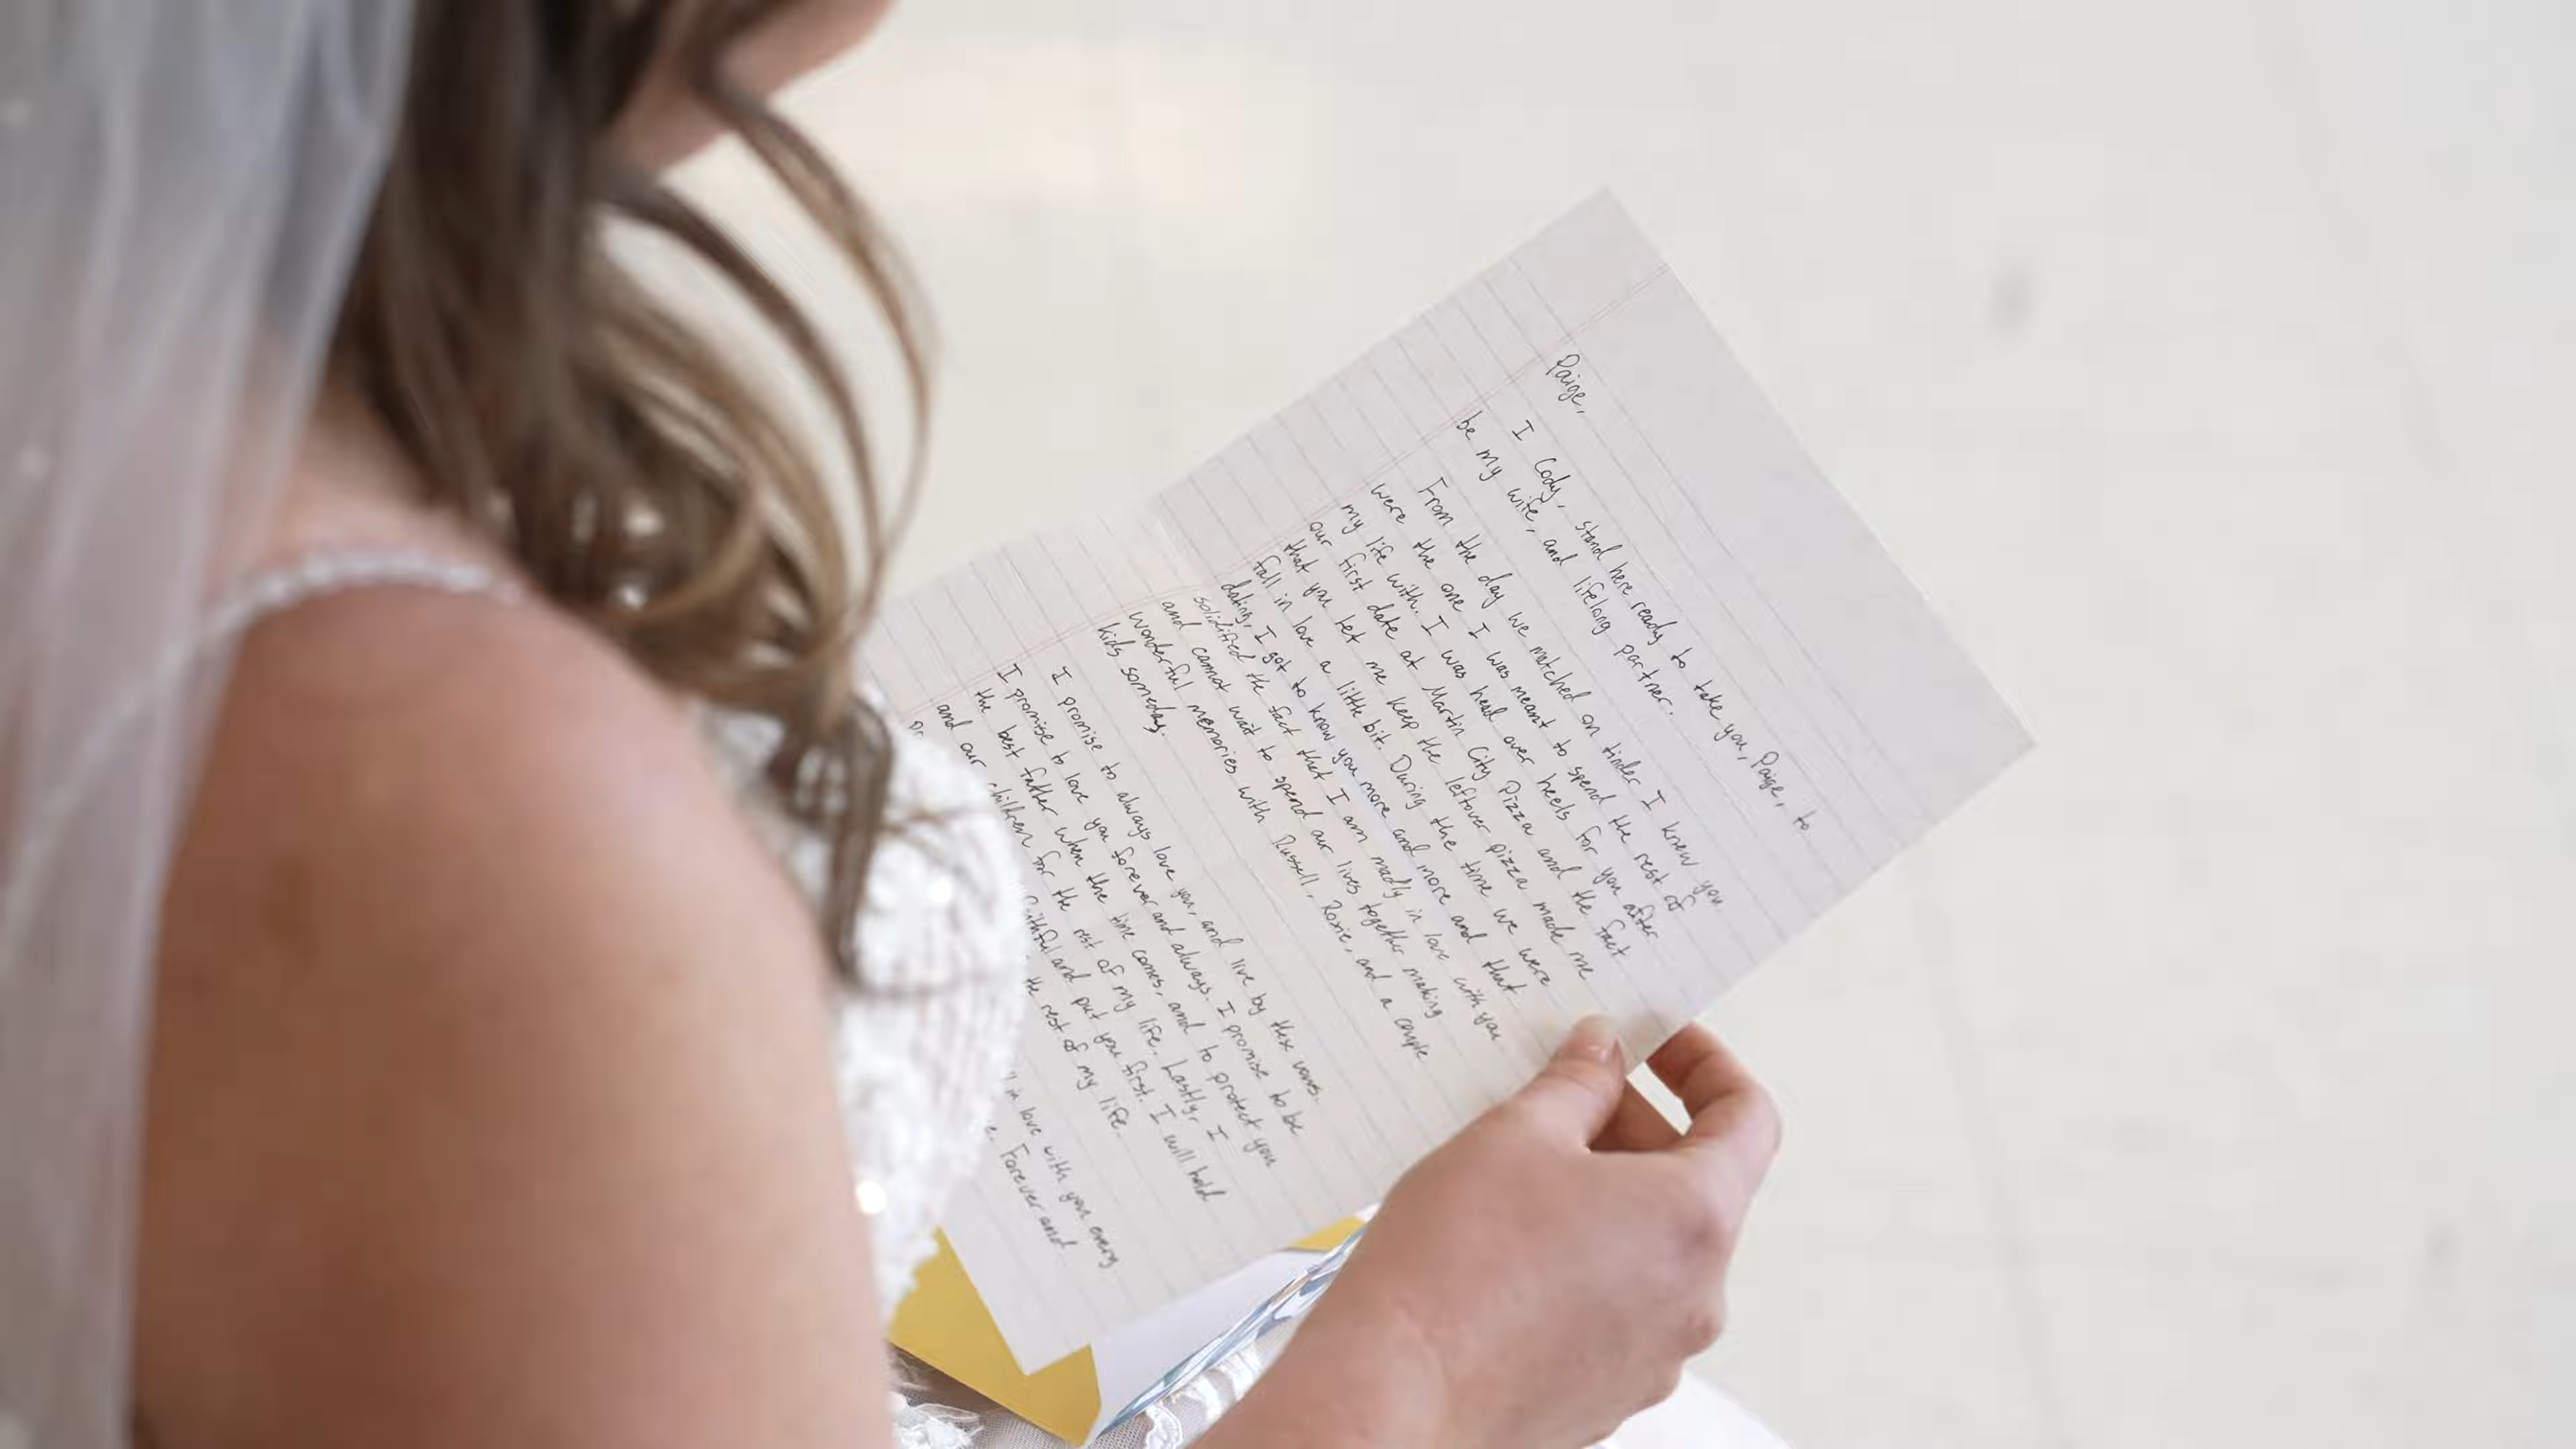 Paige,
I Cody, stand here ready to take you, Paige, to
be my wife, and lifelong partner.
From the day we matched on tinder I knew you
were the one I was meant to spend the rest of
my life with. I was head over heels for you after
our first date at Martin City Pizza and the fact
that you let me keep the leftover pizza made me
fall in love a little bit. During the time we were
dating, I got to know you more and more and that
solidified the fact that I am madly in love with you
and cannot wait to spend our lives together making
wonderful memories with Russell, Roxie, and a couple
kids someday.
I promise to always love you, and live by these vows.
I promise to love you forever and always. I promise to be
the best father when the time comes, and to protect you
and our children for the rest of my life. Lastly, I
faithful and put you first. I will hold
the rest of my life.
in love with you every
Forever and